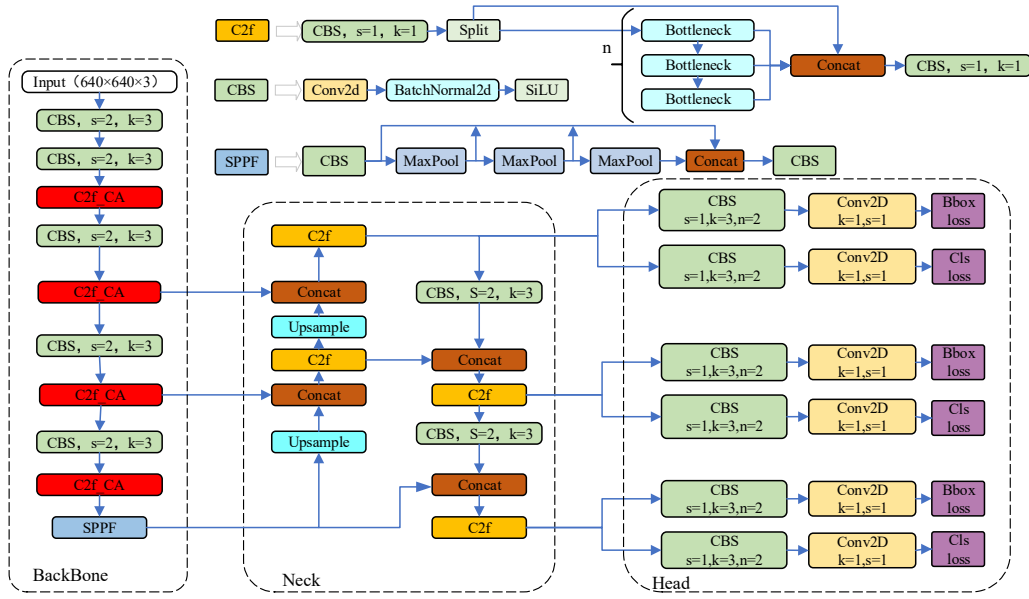 C2f
CBS, s=1, k=1
Split
n
Bottleneck
Bottleneck
Bottleneck
Concat
CBS, s=1, k=1
CBS
Conv2d
BatchNormal2d
SiLU
SPPF
CBS
MaxPool
MaxPool
MaxPool
Concat
CBS
Input（640×640×3）
CBS, s=2, k=3
CBS, s=2, k=3
C2f_CA
CBS, s=2, k=3
C2f_CA
CBS, s=2, k=3
C2f_CA
CBS, s=2, k=3
C2f_CA
SPPF
BackBone
C2f
Concat
Upsample
C2f
Concat
Upsample
CBS, S=2, k=3
Concat
C2f
CBS, S=2, k=3
Concat
C2f
Neck
CBS
s=1,k=3,n=2
Conv2D
k=1,s=1
Bbox
loss
CBS
s=1,k=3,n=2
Conv2D
k=1,s=1
Cls
loss
CBS
s=1,k=3,n=2
Conv2D
k=1,s=1
Bbox
loss
CBS
s=1,k=3,n=2
Conv2D
k=1,s=1
Cls
loss
CBS
s=1,k=3,n=2
Conv2D
k=1,s=1
Bbox
loss
CBS
s=1,k=3,n=2
Conv2D
k=1,s=1
Cls
loss
Head